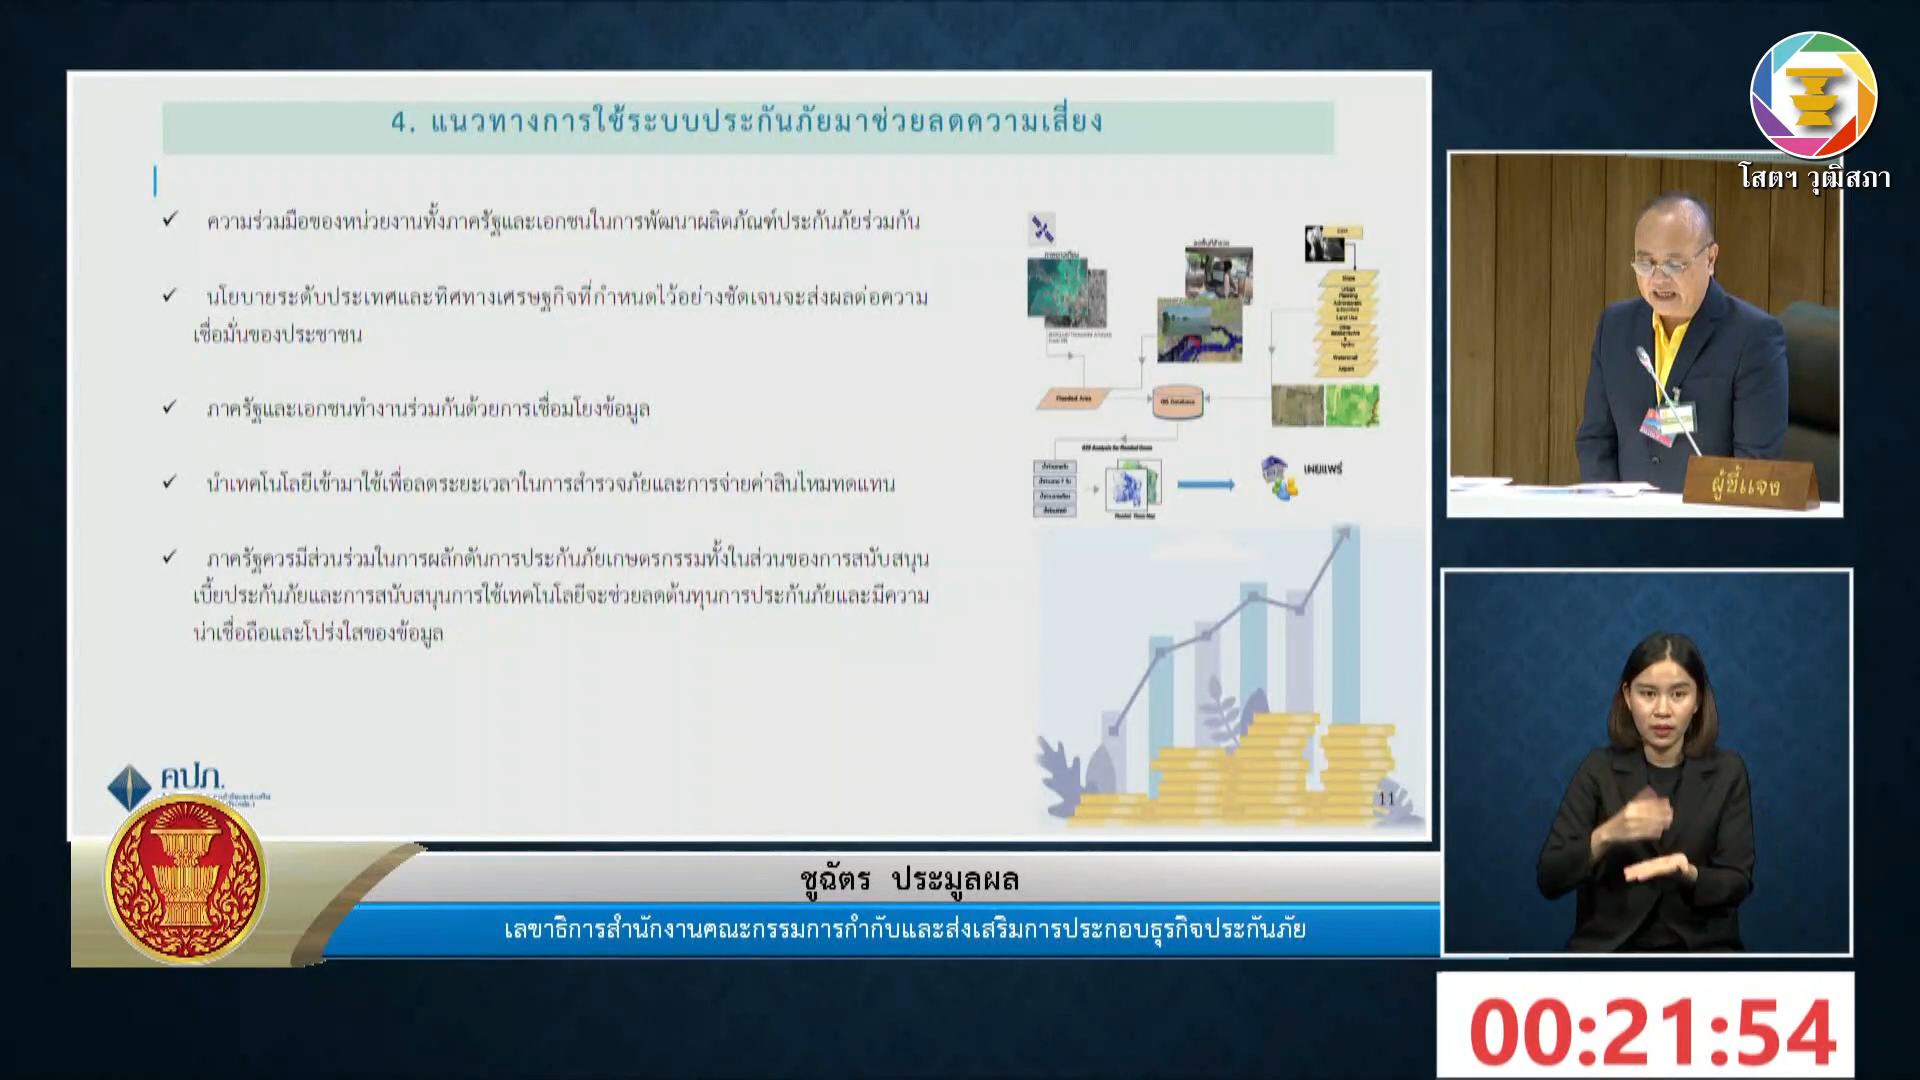 โสตฯ วุฒิสภา
4. แนวทางการใช้ระบบประกันภัยมาช่วยลดความเสี่ยง
✓ ความร่วมมือของหน่วยงานทั้งภาครัฐและเอกชนในการพัฒนาผลิตภัณฑ์ประกันภัยร่วมกัน
✓ นโยบายระดับประเทศและทิศทางเศรษฐกิจที่กำหนดไว้อย่างชัดเจนจะส่งผลต่อความ
เชื่อมั่นของประชาชน
✓ ภาครัฐและเอกชนทำงานร่วมกันด้วยการเชื่อมโยงข้อมูล
✓ นำเทคโนโลยีเข้ามาใช้เพื่อลดระยะเวลาในการสำรวจภัยและการจ่ายค่าสินไหมทดแทน
✓ ภาครัฐควรมีส่วนร่วมในการผลักดันการประกันภัยเกษตรกรรมทั้งในส่วนของการสนับสนุน
เบี้ยประกันภัยและการสนับสนุนการใช้เทคโนโลยีจะช่วยลดต้นทุนการประกันภัยและมีความ
น่าเชื่อถือและโปร่งใสของข้อมูล
Flooded Area
GIS Database
เผยแพร่
คปภ.
11
ผู้ชี้แจง
ชูฉัตร ประมูลผล
เลขาธิการสำนักงานคณะกรรมการกำกับและส่งเสริมการประกอบธุรกิจประกันภัย
00:21:54